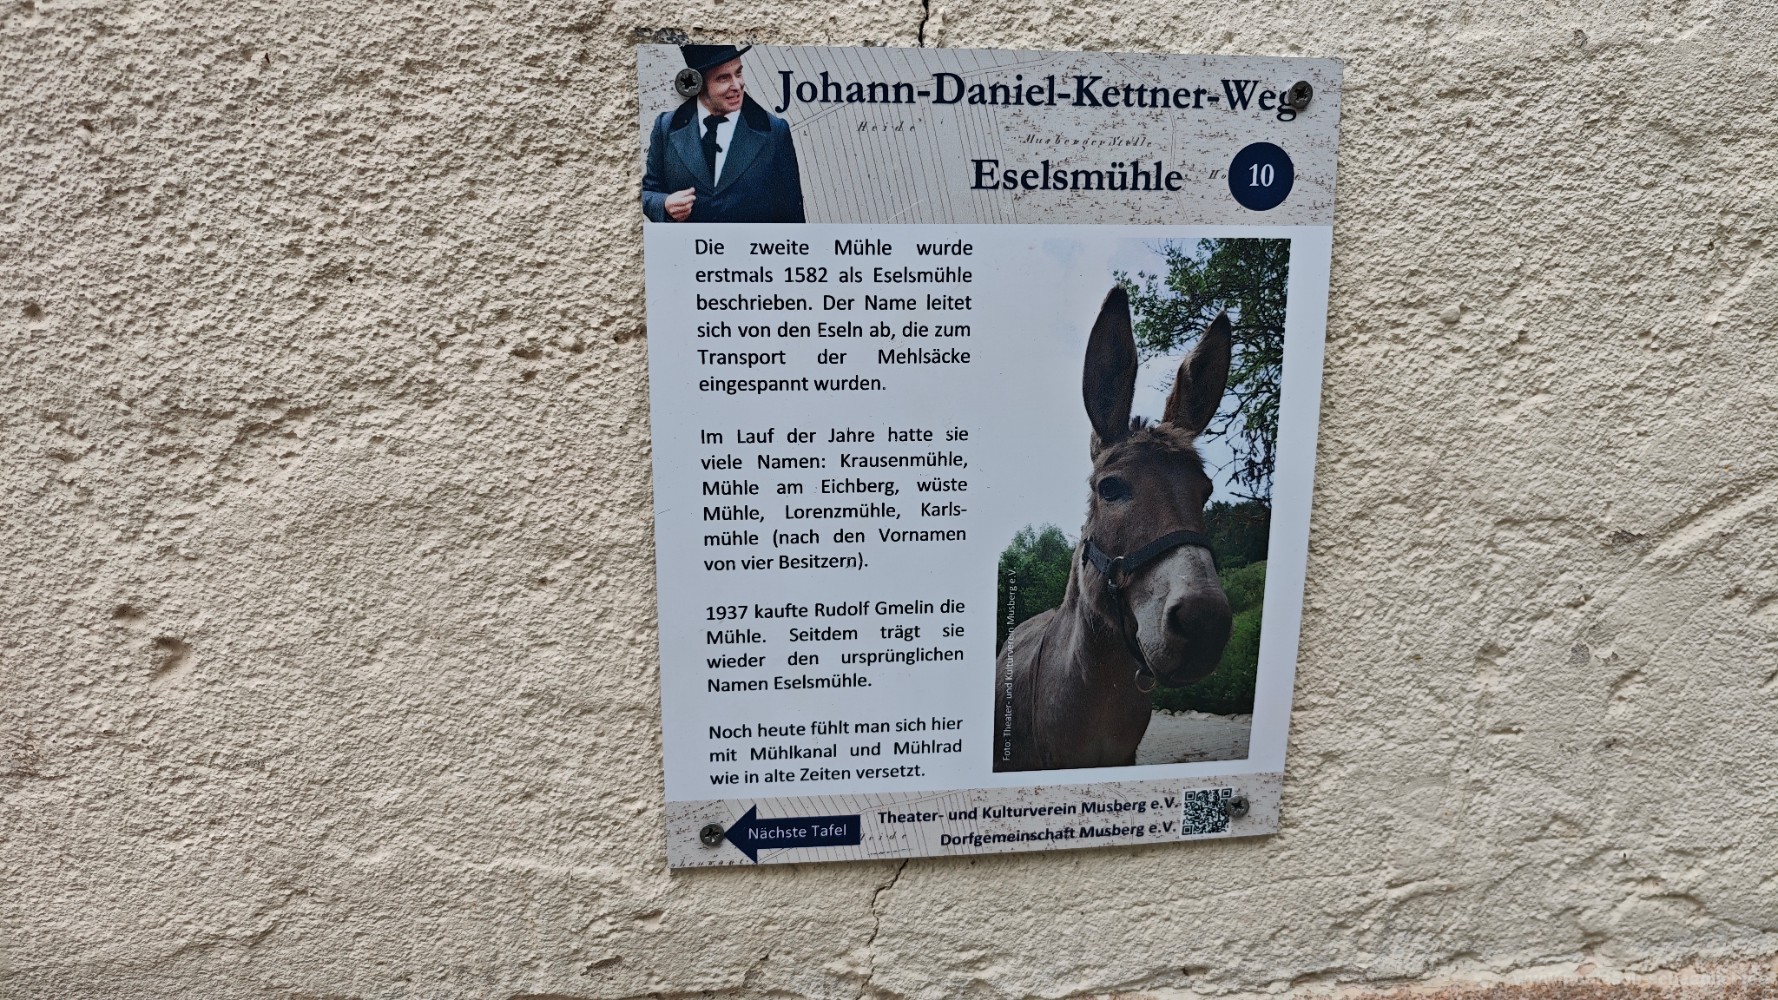 Johann-Daniel-Kettner-Weg
Heide
Musberger Stelle
Eselsmühle
10
Die zweite Mühle wurde
erstmals 1582 als Eselsmühle
beschrieben. Der Name leitet
sich von den Eseln ab, die zum
Transport der Mehlsäcke
eingespannt wurden.
Im Lauf der Jahre hatte sie
viele Namen: Krausenmühle,
Mühle am Eichberg, wüste
Mühle, Lorenzmühle, Karls-
mühle (nach den Vornamen
von vier Besitzern).
1937 kaufte Rudolf Gmelin die
Mühle. Seitdem trägt sie
wieder den ursprünglichen
Namen Eselsmühle.
Noch heute fühlt man sich hier
mit Mühlkanal und Mühlrad
wie in alte Zeiten versetzt.
Foto: Theater- und Kulturverein Musberg e.V.
Nächste Tafel
Theater- und Kulturverein Musberg e.V.
Dorfgemeinschaft Musberg e.V.